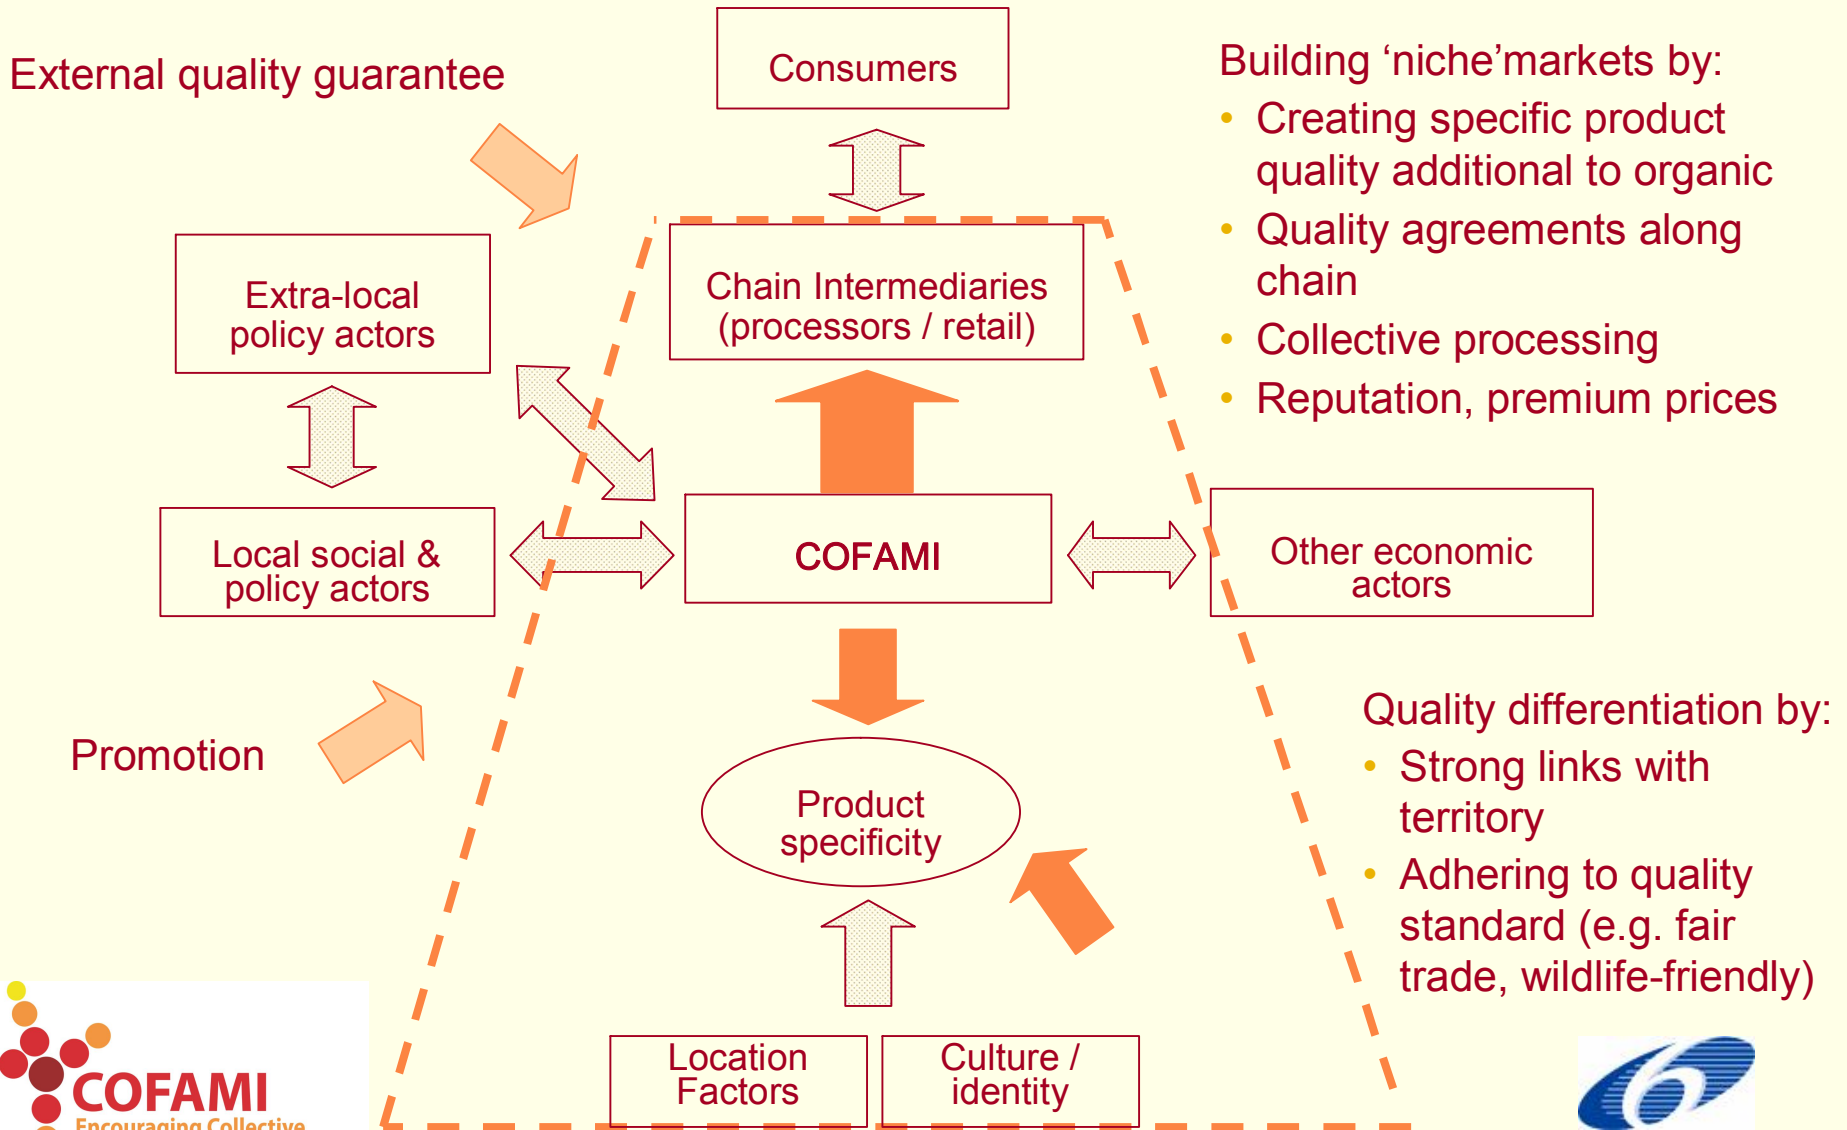 External quality guarantee
Consumers
Building ‘niche’markets by:
• Creating specific product
quality additional to organic
• Quality agreements along
chain
• Collective processing
• Reputation, premium prices
Extra-local
policy actors
Chain Intermediaries
(processors / retail)
Local social &
policy actors
COFAMI
Other economic
actors
Promotion
Product
specificity
Quality differentiation by:
• Strong links with
territory
• Adhering to quality
standard (e.g. fair
trade, wildlife-friendly)
Location
Factors
Culture /
identity
COFAMI
Encouraging Collective
6